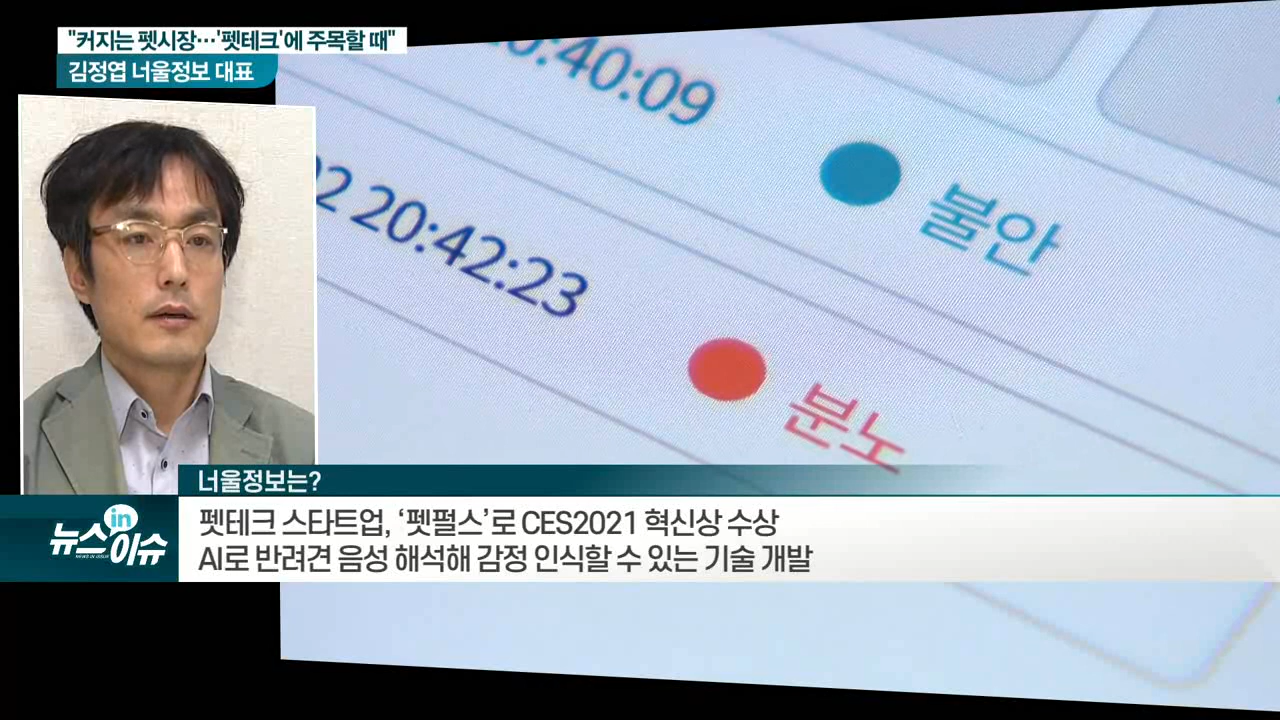 "커지는 펫시장…'펫테크'에 주목할 때"
김정엽 너울정보 대표
:40:09
불안
02 20:42:23
분노
너울정보는?
펫테크 스타트업, ‘펫펄스’로 CES2021 혁신상 수상
AI로 반려견 음성 해석해 감정 인식할 수 있는 기술 개발
뉴스in이슈
NEWS IN ISSUE